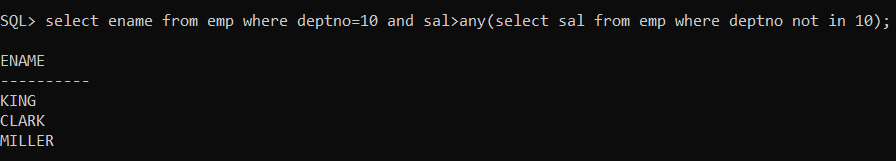 SQL> select ename from emp where deptno=10 and sal>any(select sal from emp where deptno not in 10);
ENAME
----------
KING
CLARK
MILLER